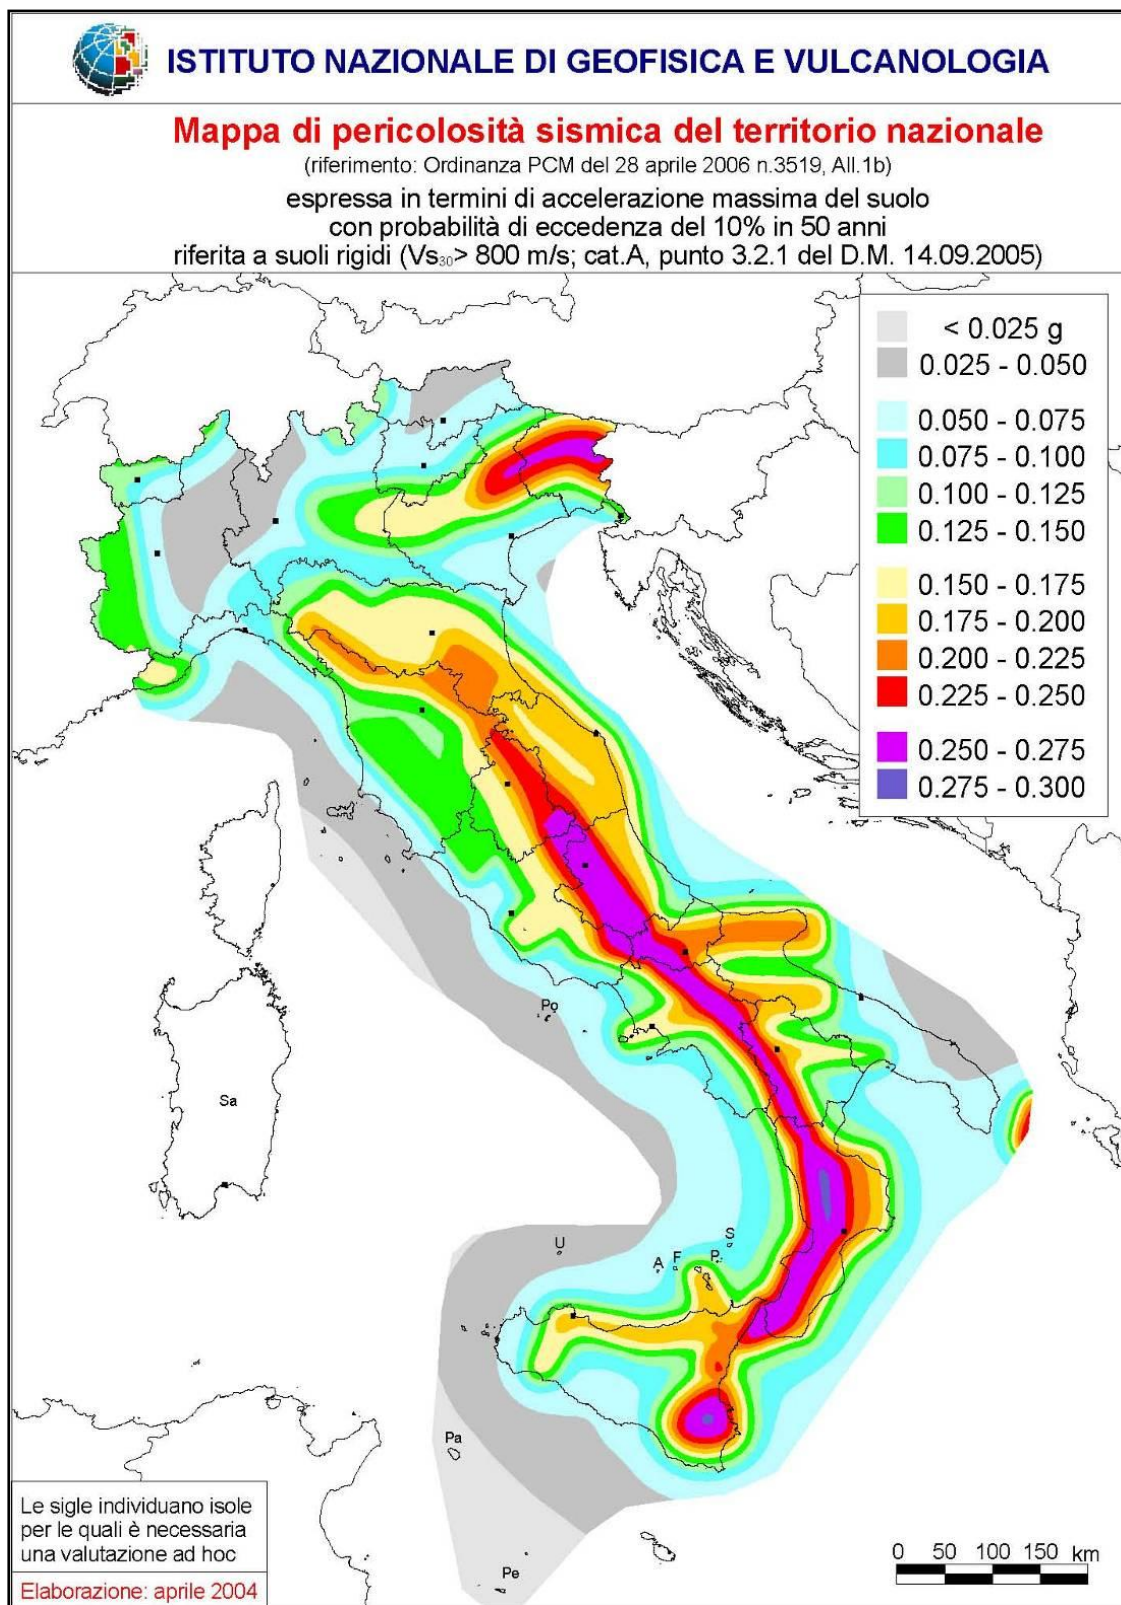 ISTITUTO NAZIONALE DI GEOFISICA E VULCANOLOGIA
Mappa di pericolosità sismica del territorio nazionale
(riferimento: Ordinanza PCM del 28 aprile 2006 n.3519, All.1b)
espressa in termini di accelerazione massima del suolo
con probabilità di eccedenza del 10% in 50 anni
riferita a suoli rigidi (Vs30> 800 m/s; cat.A, punto 3.2.1 del D.M. 14.09.2005)
< 0.025 g
0.025 - 0.050
0.050 - 0.075
0.075 - 0.100
0.100 - 0.125
0.125 - 0.150
0.150 - 0.175
0.175 - 0.200
0.200 - 0.225
0.225 - 0.250
0.250 - 0.275
0.275 - 0.300
Po
Sa
S
U
A
F
P
Pa
Pe
Le sigle individuano isole
per le quali è necessaria
una valutazione ad hoc
Elaborazione: aprile 2004
0 50 100 150 km